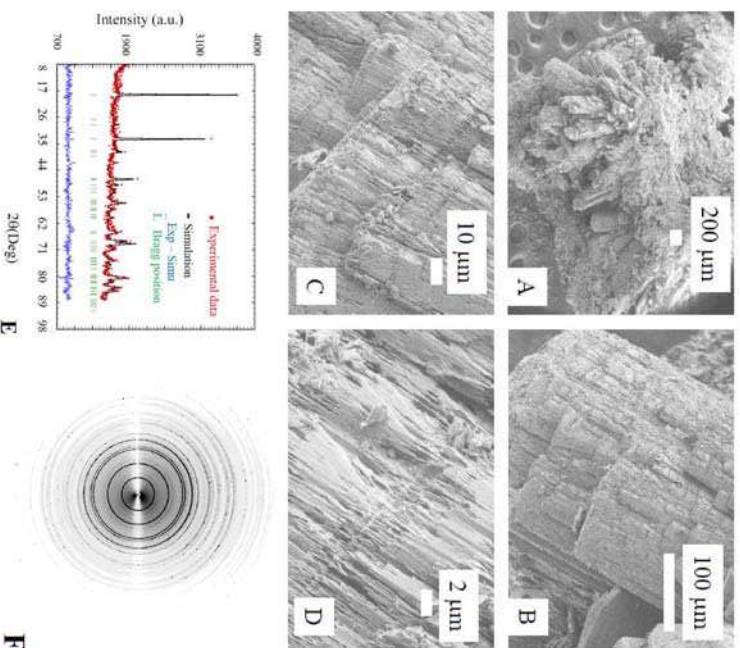 200 μm
A
100 μm
B
10 μm
C
2 μm
D
Intensity (a.u.)
4000
3100
1900
700
• Experimental data
Simulation
Exp – Simu
Bragg position
8 17 26 35 44 53 62 71 80 89 98
2θ(Deg)
E
F